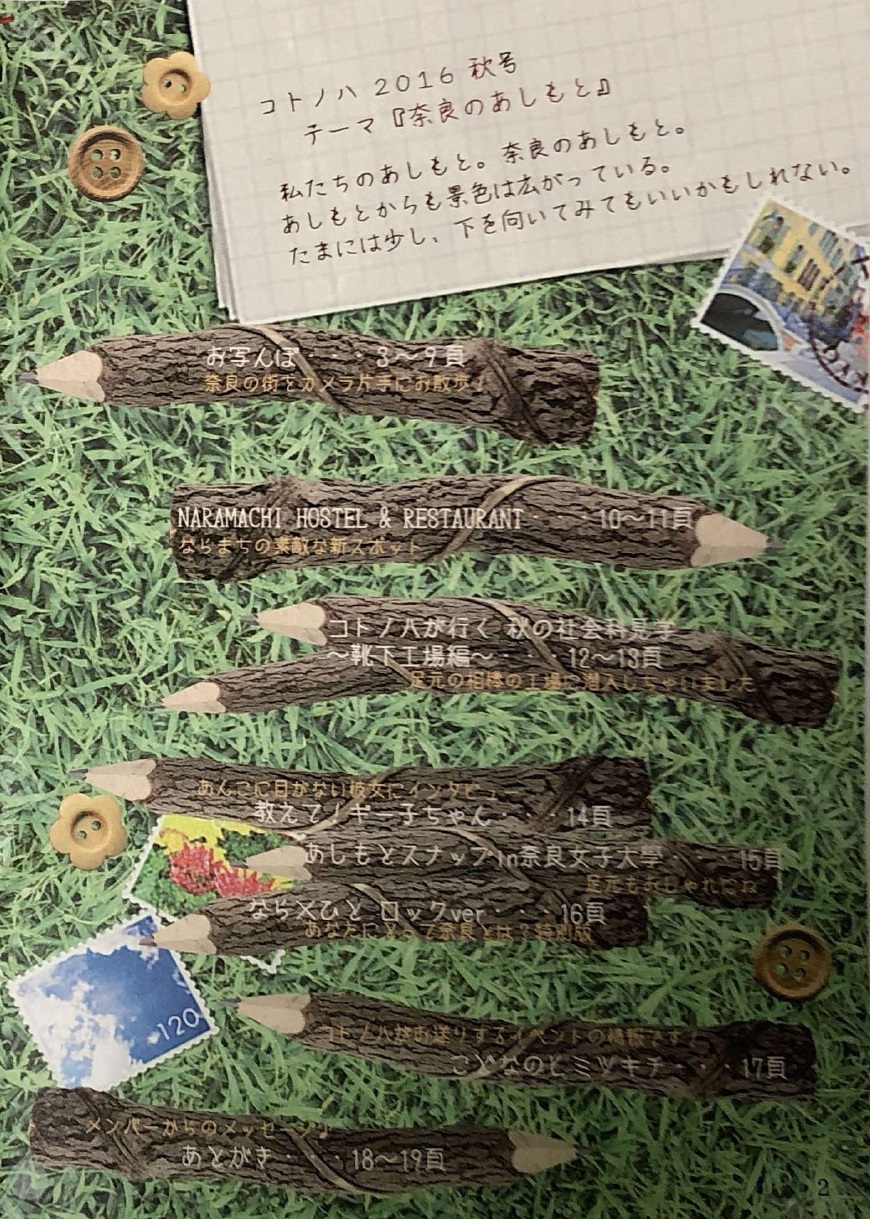 コトノハ 2016 秋号
テーマ『奈良のあしもと』
私たちのあしもと。奈良のあしもと。
あしもとからも景色は広がっている。
たまには少し、下を向いてみてもいいかもしれない。
お写んぽ・・・3〜9頁
奈良の街をカメラ片手にお散歩♪
NARAMACHI HOSTEL & RESTAURANT・・・10〜11頁
ならまちの素敵な新スポット
コトノハが行く 秋の社会科見学
〜靴下工場編〜・・・12〜13頁
足元の相棒の工場に潜入しちゃいました
あんこに目がない彼女にインタビュー
教えて!ギー子ちゃん・・・14頁
あしもとスナップin奈良女子大學・・・15頁
足元もおしゃれにね
なら×ひと ロックver・・・16頁
あなたにとって奈良とは?特別版
コトノハがお送りするイベントの情報です!
ことなのと ミツキチ・・・17頁
メンバーからのメッセージ♪
あとがき・・・18〜19頁
120
2